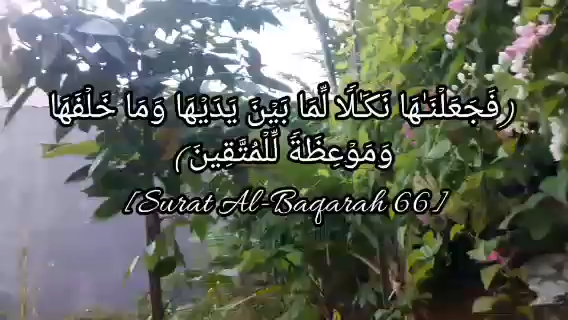 (فَجَعَلْنَـٰهَا نَكَـٰلًا لِّمَا بَيْنَ يَدَيْهَا وَمَا خَلْفَهَا
وَمَوْعِظَةً لِّلْمُتَّقِينَ)
[Surat Al-Baqarah 66]